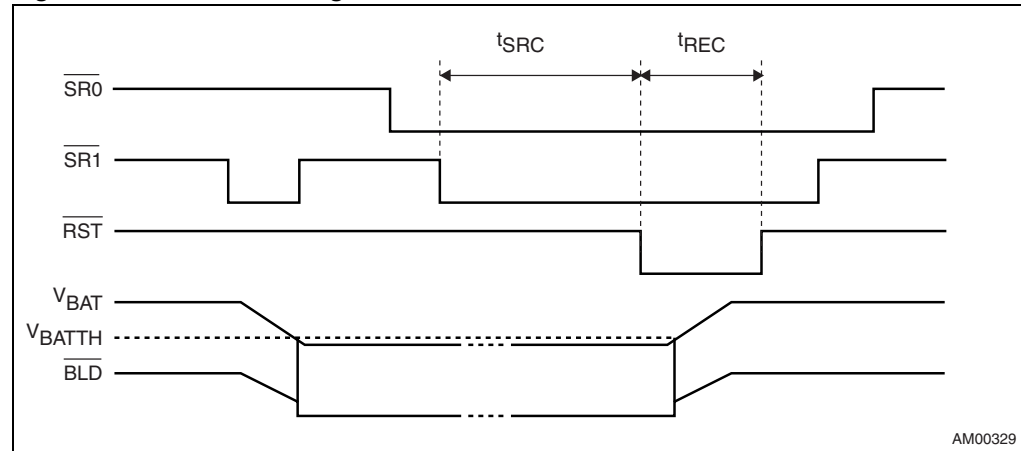 tSRC
tREC
SR0
SR1
RST
VBAT
VBATTH
BLD
AM00329